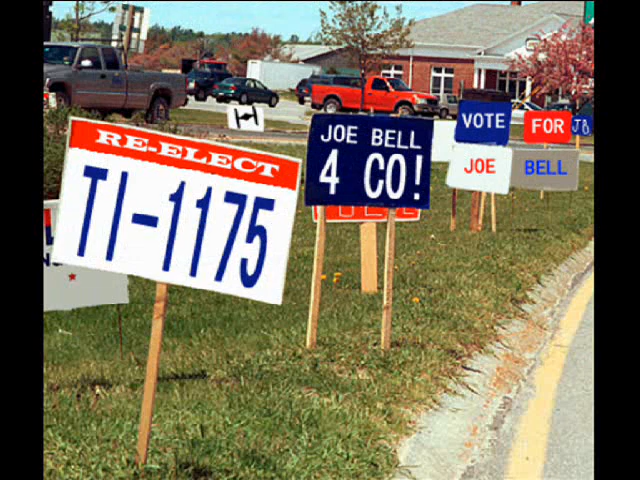 RE-ELECT
TI-1175
JOE BELL
4 CO!
VOTE
FOR
JOE
BELL